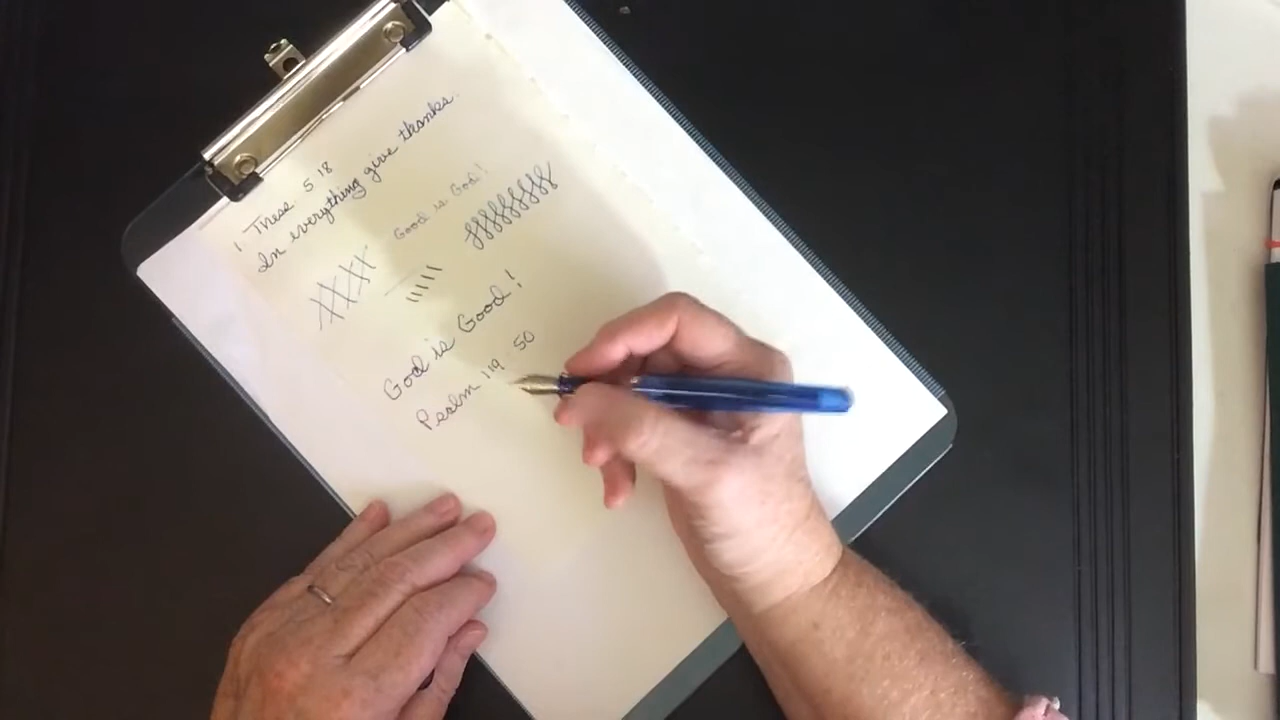 1 Thess. 5 18
In everything give thanks.
Good is God!
God is Good!
Psalm 119 50